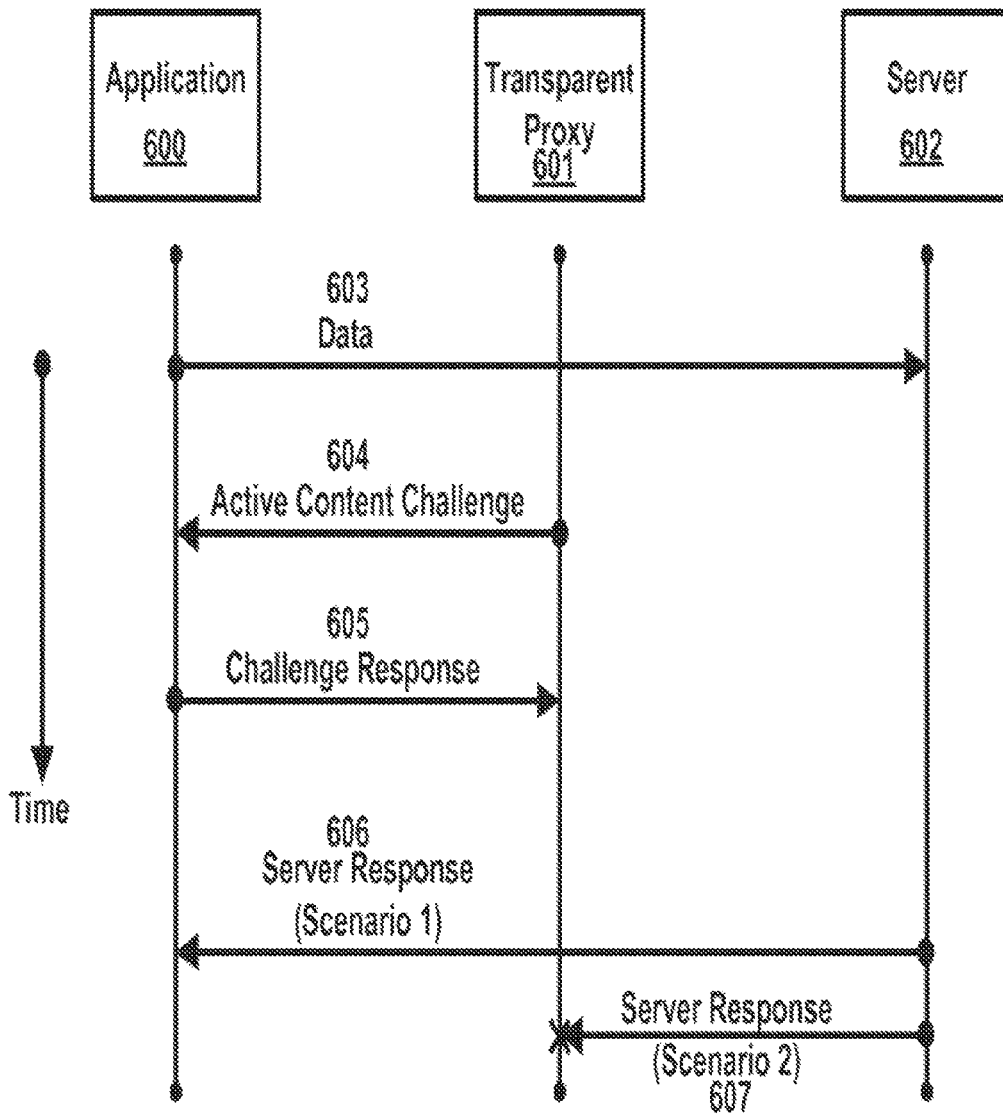 Application
600
Transparent
Proxy
601
Server
602
603
Data
604
Active Content Challenge
605
Challenge Response
Time
606
Server Response
(Scenario 1)
Server Response
(Scenario 2)
607